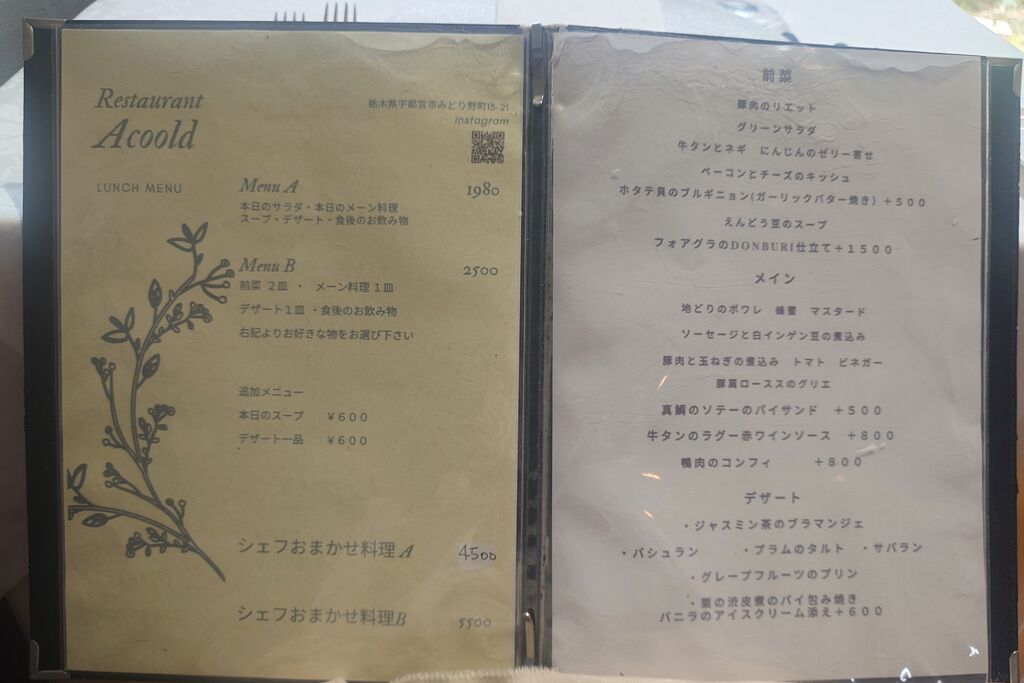 Restaurant
Acoold
栃木県宇都宮市みどり野町15-21
instagram
LUNCH MENU
Menu A 1980
本日のサラダ・本日のメーン料理
スープ・デザート・食後のお飲み物
Menu B 2500
前菜 ２皿 ・ メーン料理１皿
デザート１皿 ・食後のお飲み物
右記よりお好きな物をお選び下さい
追加メニュー
本日のスープ ￥６００
デザート一品 ￥６００
シェフおまかせ料理A 4500
シェフおまかせ料理B 5500
前菜
豚肉のリエット
グリーンサラダ
牛タンとネギ にんじんのゼリー寄せ
ベーコンとチーズのキッシュ
ホタテ貝のブルギニョン(ガーリックバター焼き) ＋５００
えんどう豆のスープ
フォアグラのDONBURI仕立て＋１５００
メイン
地どりのポワレ 蜂蜜 マスタード
ソーセージと白インゲン豆の煮込み
豚肉と玉ねぎの煮込み トマト ビネガー
豚肩ローススのグリエ
真鯛のソテーのパイサンド ＋５００
牛タンのラグー赤ワインソース ＋８００
鴨肉のコンフィ ＋８００
デザート
・ジャスミン茶のブラマンジェ
・バシュラン ・プラムのタルト ・サバラン
・グレープフルーツのプリン
・栗の渋皮煮のパイ包み焼き
バニラのアイスクリーム添え＋６００